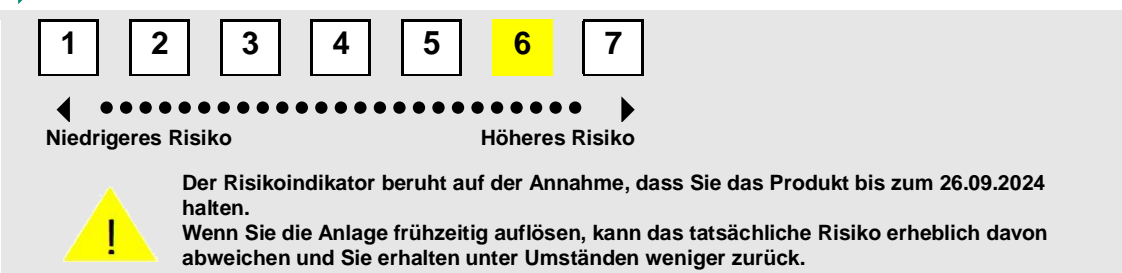 1 2 3 4 5 6 7
Niedrigeres Risiko Höheres Risiko
Der Risikoindikator beruht auf der Annahme, dass Sie das Produkt bis zum 26.09.2024
halten.
Wenn Sie die Anlage frühzeitig auflösen, kann das tatsächliche Risiko erheblich davon
abweichen und Sie erhalten unter Umständen weniger zurück.
!